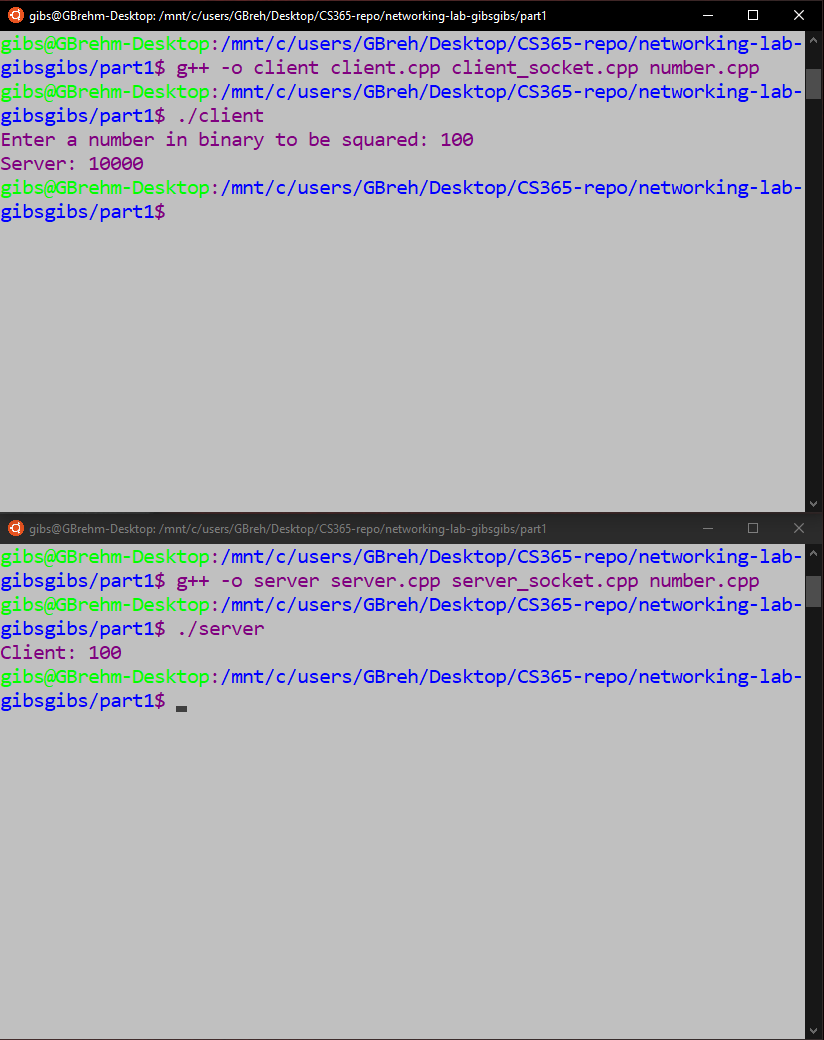 gibs@GBrehm-Desktop: /mnt/c/users/GBreh/Desktop/CS365-repo/networking-lab-gibsgibs/part1
gibs@GBrehm-Desktop:/mnt/c/users/GBreh/Desktop/CS365-repo/networking-lab-
gibsgibs/part1$ g++ -o client client.cpp client_socket.cpp number.cpp
gibs@GBrehm-Desktop:/mnt/c/users/GBreh/Desktop/CS365-repo/networking-lab-
gibsgibs/part1$ ./client
Enter a number in binary to be squared: 100
Server: 10000
gibs@GBrehm-Desktop:/mnt/c/users/GBreh/Desktop/CS365-repo/networking-lab-
gibsgibs/part1$
gibs@GBrehm-Desktop: /mnt/c/users/GBreh/Desktop/CS365-repo/networking-lab-gibsgibs/part1
gibs@GBrehm-Desktop:/mnt/c/users/GBreh/Desktop/CS365-repo/networking-lab-
gibsgibs/part1$ g++ -o server server.cpp server_socket.cpp number.cpp
gibs@GBrehm-Desktop:/mnt/c/users/GBreh/Desktop/CS365-repo/networking-lab-
gibsgibs/part1$ ./server
Client: 100
gibs@GBrehm-Desktop:/mnt/c/users/GBreh/Desktop/CS365-repo/networking-lab-
gibsgibs/part1$